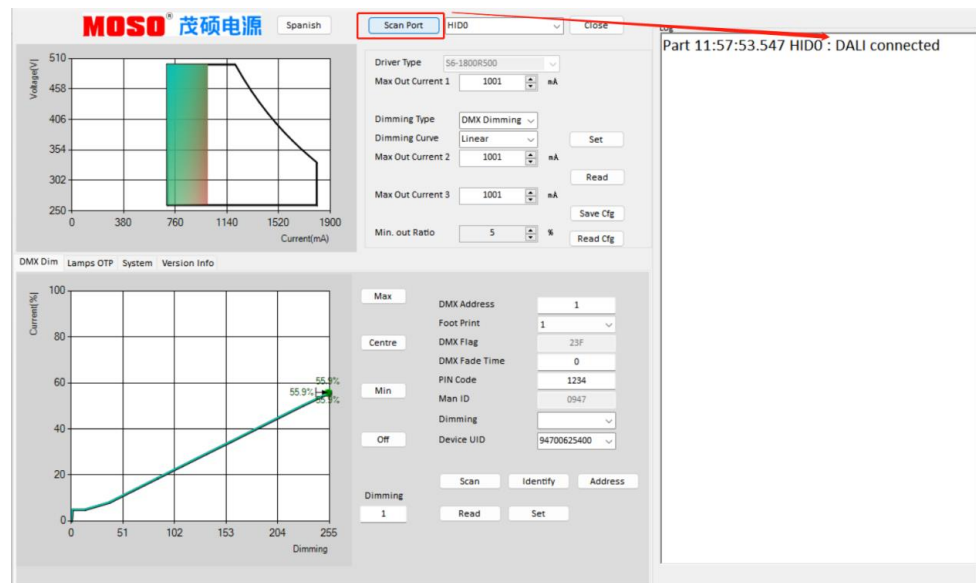 MOSO® 茂硕电源 Spanish Scan Port HID0 Close
Part 11:57:53.547 HID0 : DALI connected
Voltage(V)
510
458
406
354
302
250
0 380 760 1140 1520 1900
Current(mA)
Driver Type S6-1800R500
Max Out Current 1 1001 mA
Dimming Type DMX Dimming
Dimming Curve Linear Set
Max Out Current 2 1001 mA
Read
Max Out Current 3 1001 mA
Save Cfg
Min. out Ratio 5 % Read Cfg
DMX Dim Lamps OTP System Version Info
Current(%)
100
80
60
40
20
0
55.9%
55.9%
55.9%
0 51 102 153 204 255
Dimming
Max
Centre
Min
Off
Dimming
1
DMX Address 1
Foot Print 1
DMX Flag 23F
DMX Fade Time 0
PIN Code 1234
Man ID 0947
Dimming
Device UID 94700625400
Scan Identify Address
Read Set